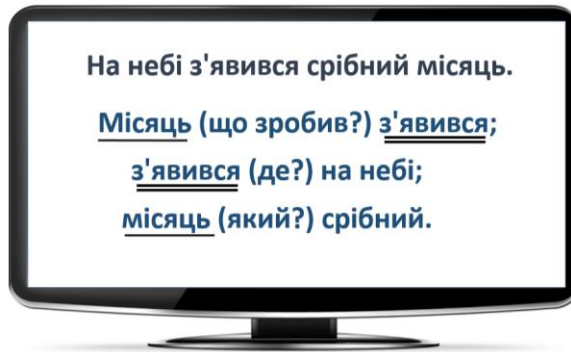 На небі з'явився срібний місяць.
Місяць (що зробив?) з'явився;
з'явився (де?) на небі;
місяць (який?) срібний.